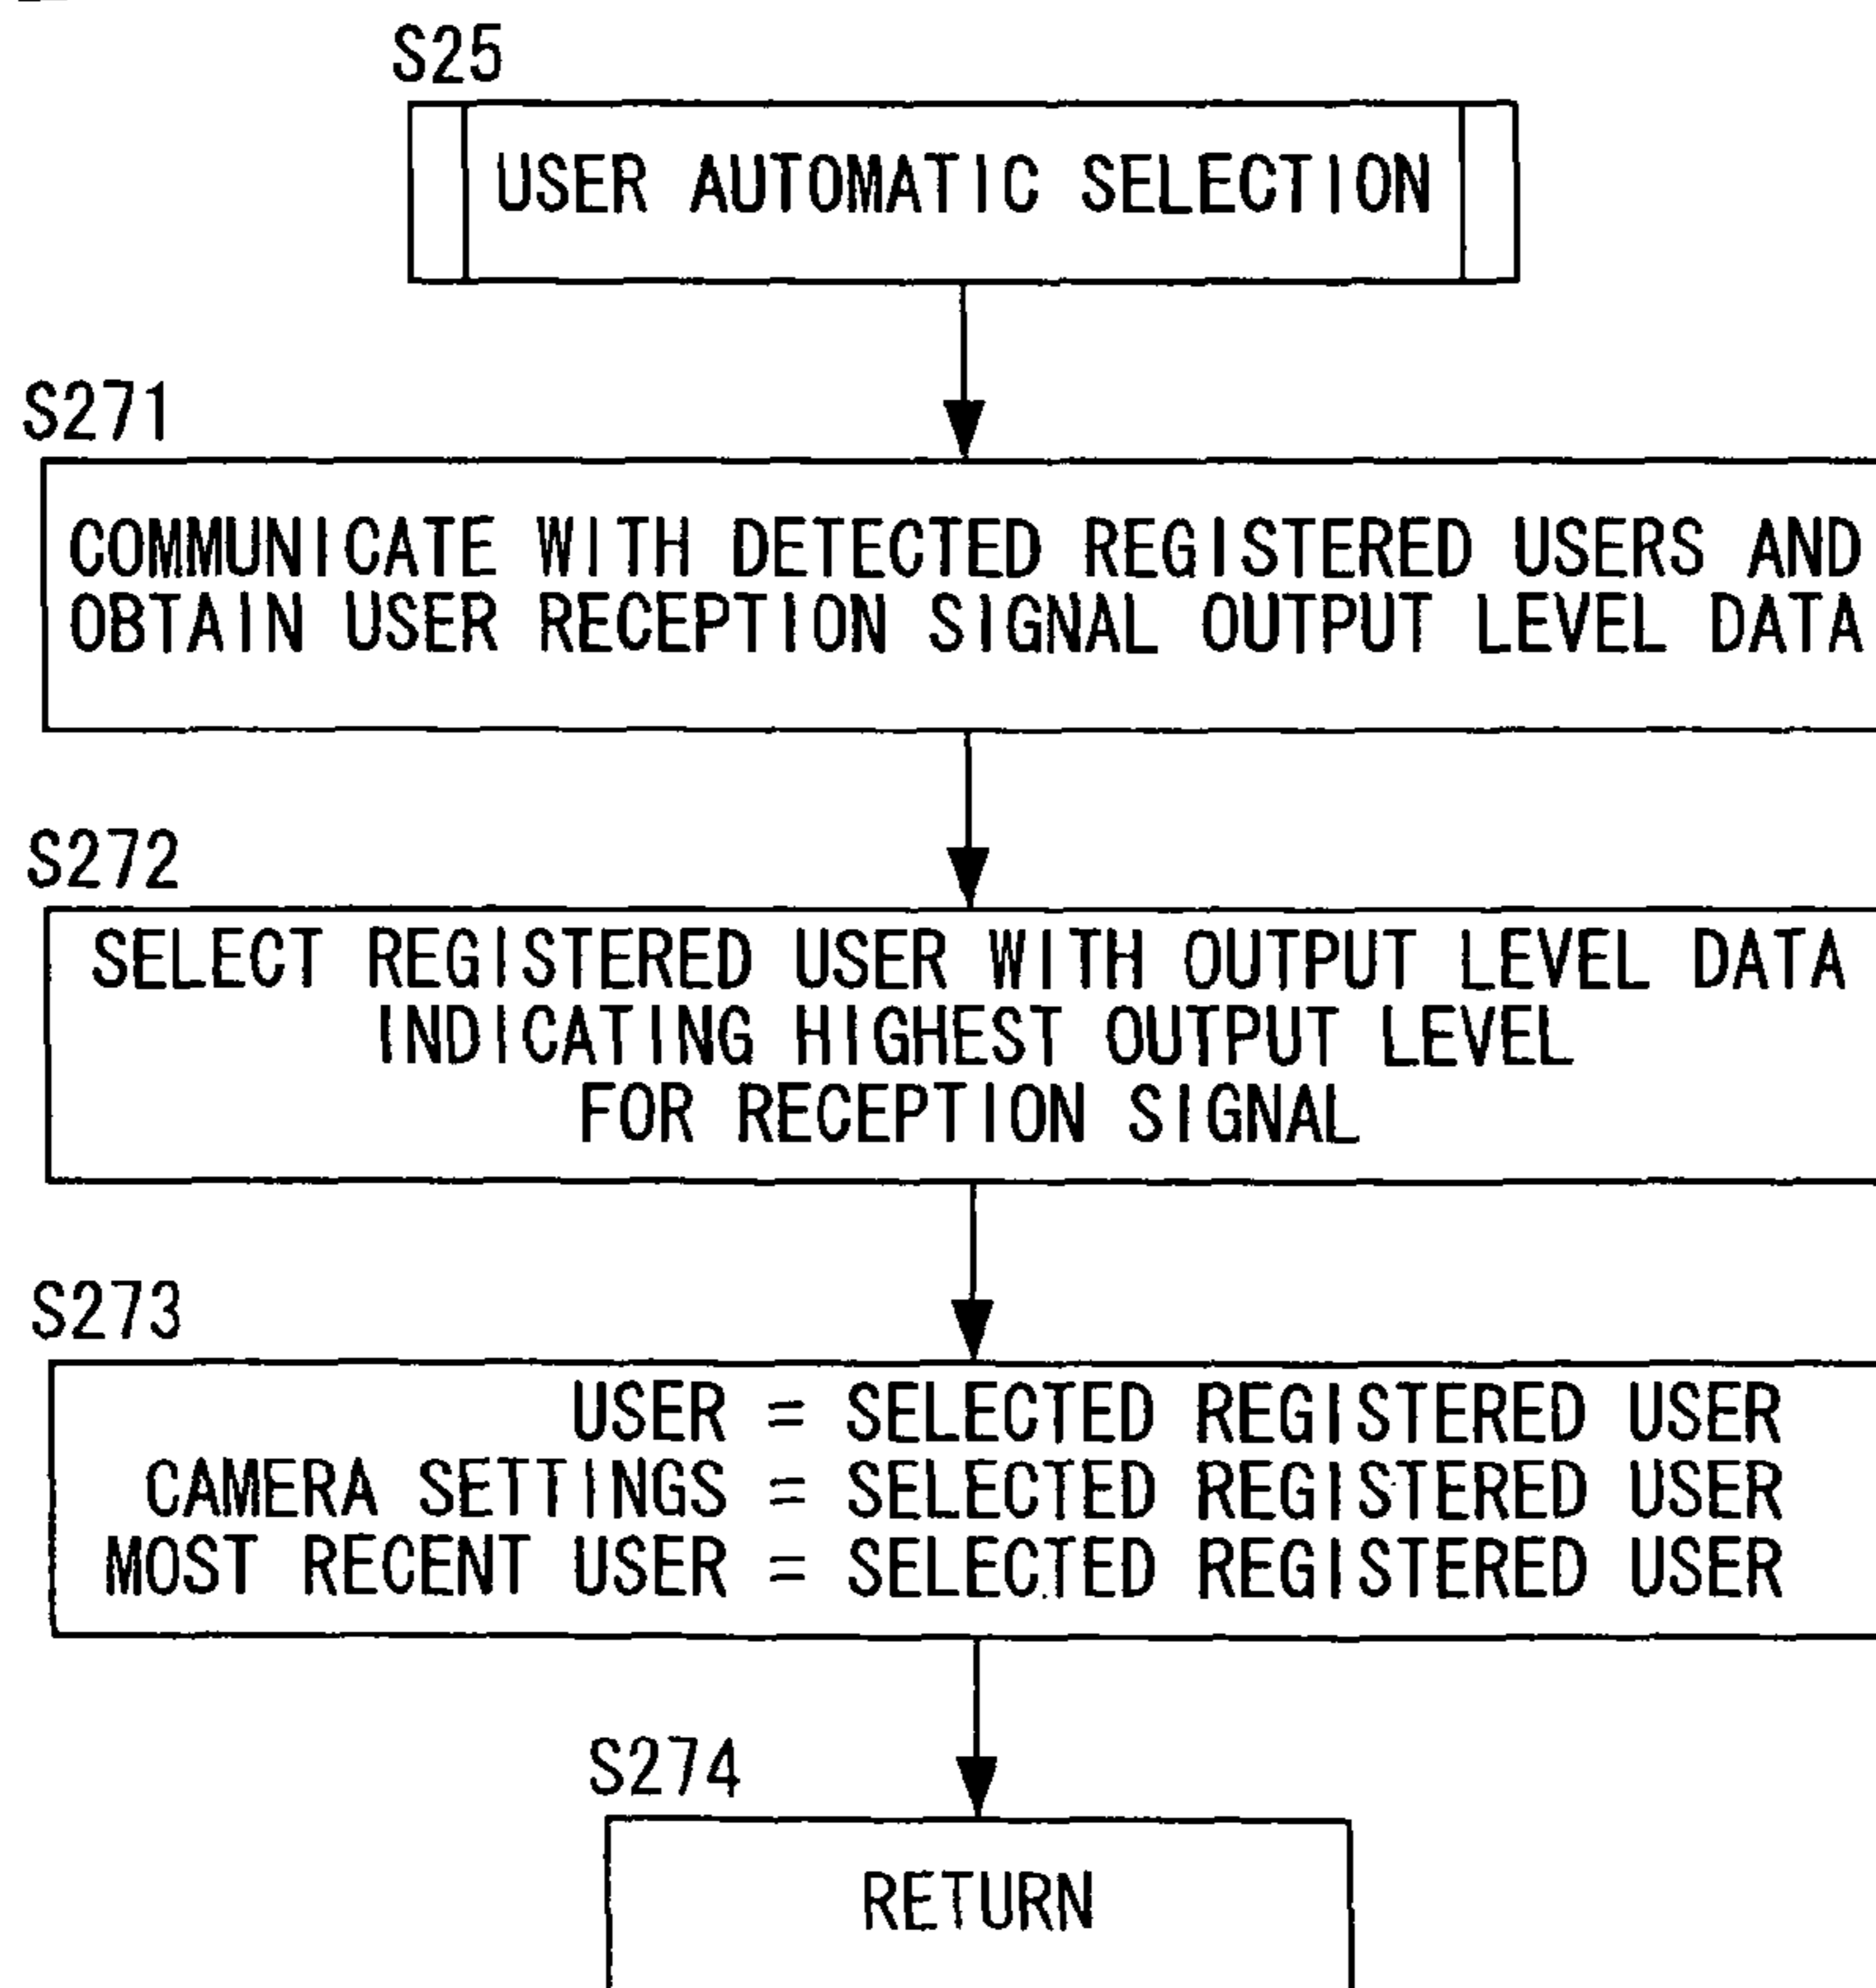 S25
USER AUTOMATIC SELECTION
S271
COMMUNICATE WITH DETECTED REGISTERED USERS AND
OBTAIN USER RECEPTION SIGNAL OUTPUT LEVEL DATA
S272
SELECT REGISTERED USER WITH OUTPUT LEVEL DATA
INDICATING HIGHEST OUTPUT LEVEL
FOR RECEPTION SIGNAL
S273
USER = SELECTED REGISTERED USER
CAMERA SETTINGS = SELECTED REGISTERED USER
MOST RECENT USER = SELECTED REGISTERED USER
S274
RETURN